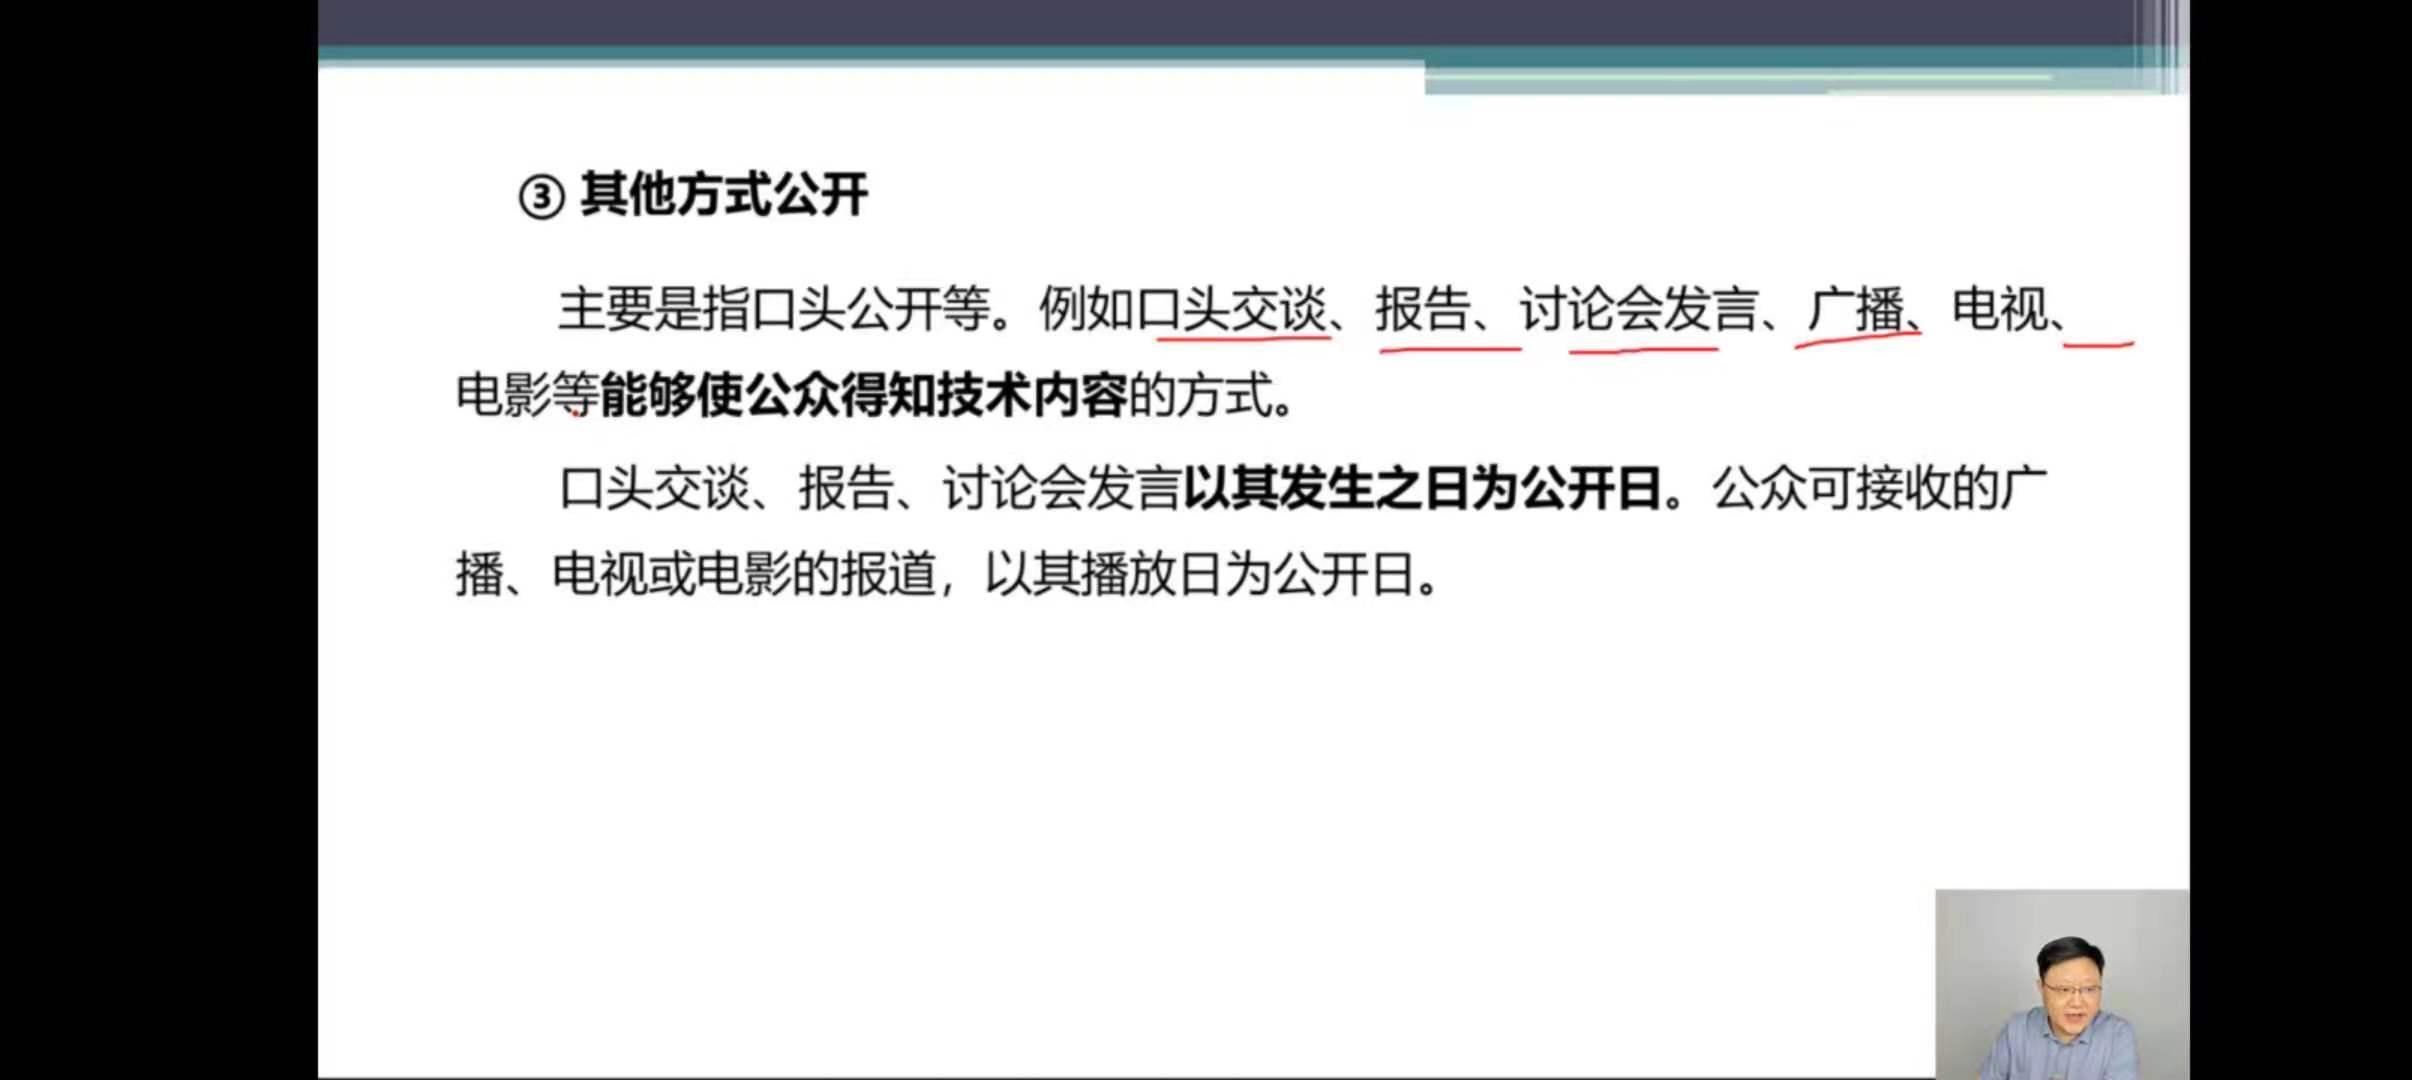 ③ 其他方式公开
主要是指口头公开等。例如口头交谈、报告、讨论会发言、广播、电视、
电影等能够使公众得知技术内容的方式。
口头交谈、报告、讨论会发言以其发生之日为公开日。公众可接收的广
播、电视或电影的报道，以其播放日为公开日。